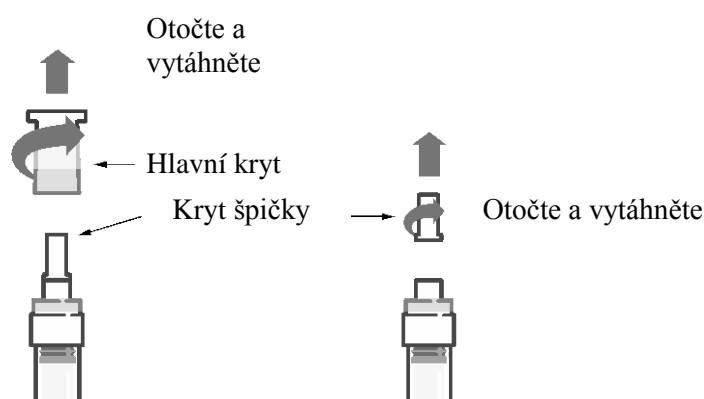 Otočte a
vytáhněte
Hlavní kryt
Kryt špičky
Otočte a vytáhněte